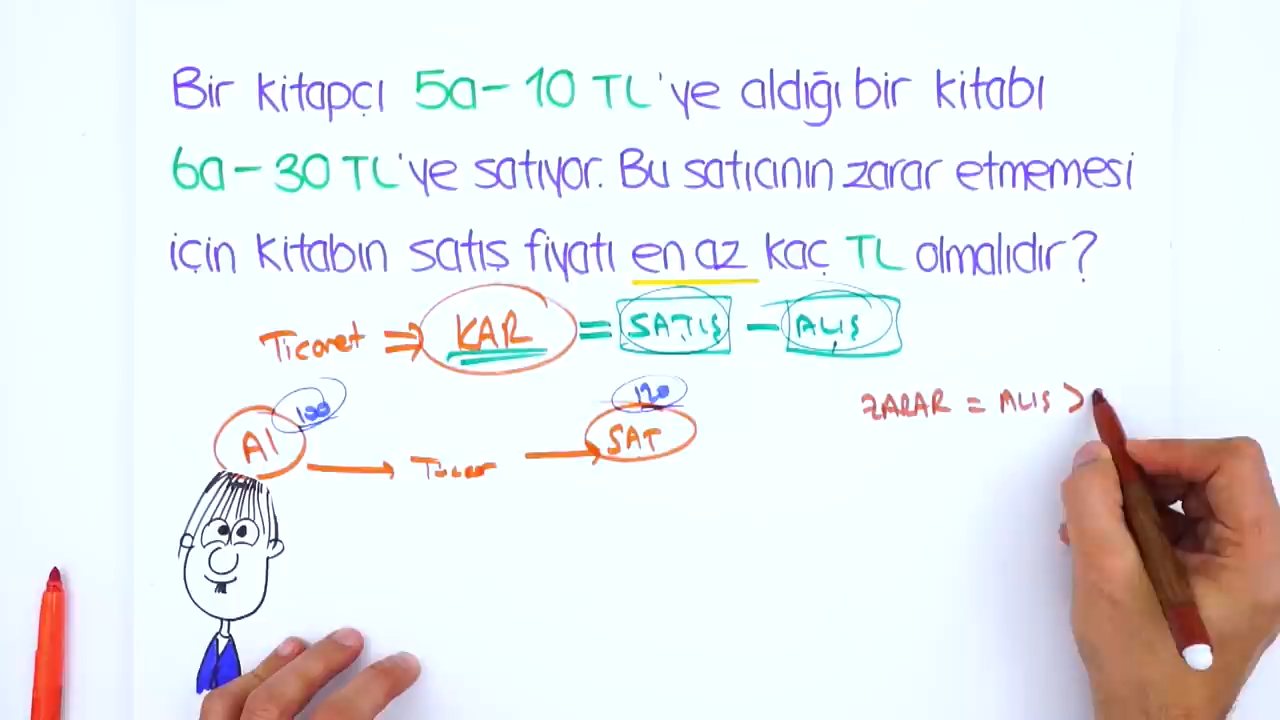 Bir kitapçı 5a-10 TL'ye aldığı bir kitabı
6a-30 TL'ye satıyor. Bu satıcının zarar etmemesi
için kitabın satış fiyatı en az kaç TL olmalıdır?
Ticaret ⇒ KAR = SATIŞ - ALIŞ
100 120
ZARAR = ALIŞ >
Al → → SAT